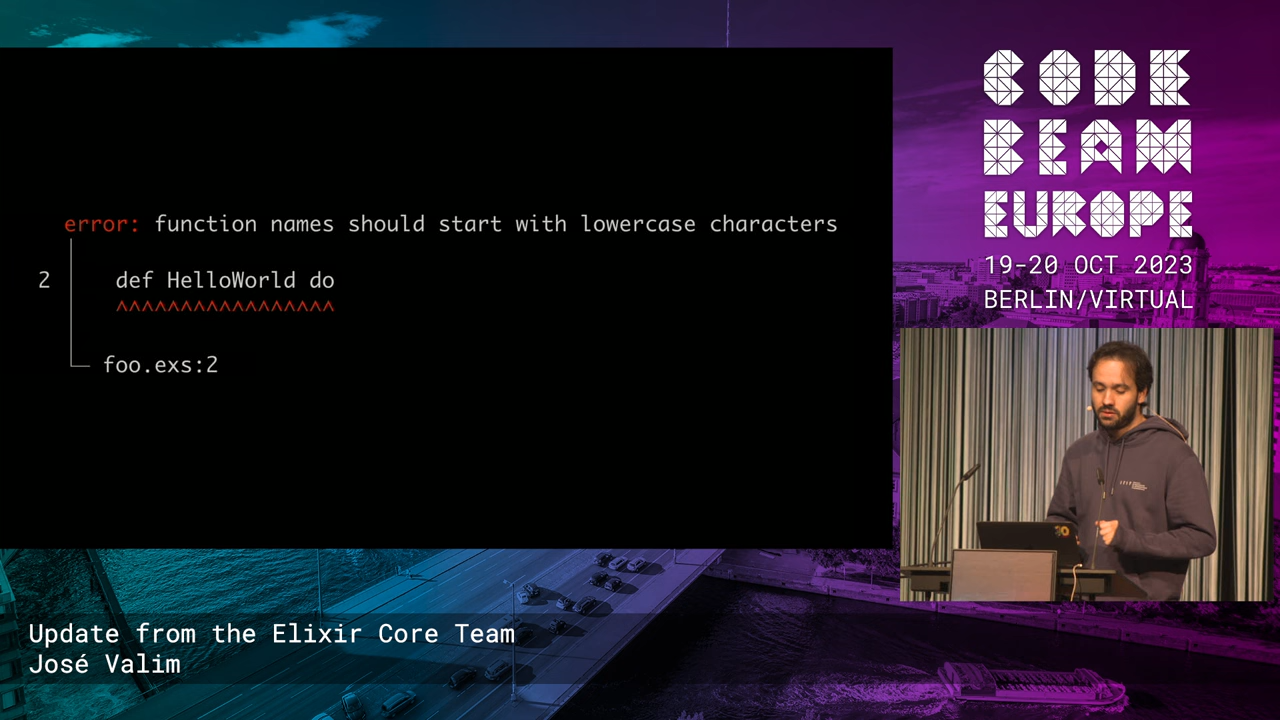 error: function names should start with lowercase characters
2 def HelloWorld do
^^^^^^^^^^^^^^^^^
foo.exs:2
CODE
BEAM
EUROPE
19-20 OCT 2023
BERLIN/VIRTUAL
Update from the Elixir Core Team
José Valim